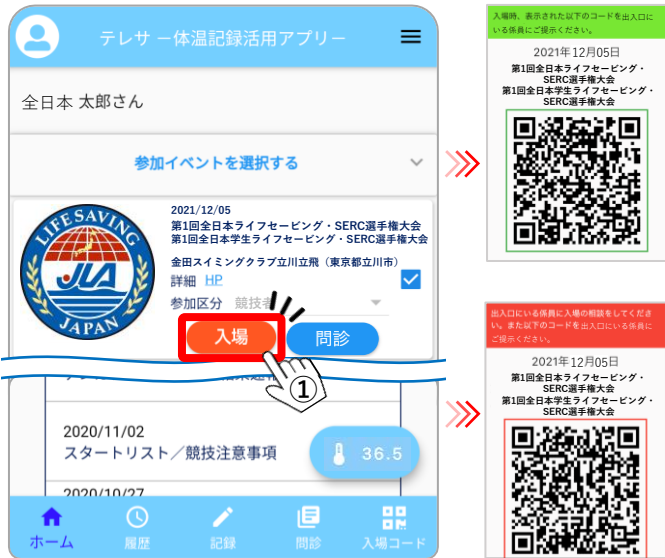 テレサ ー体温記録活用アプリー
全日本 太郎さん
参加イベントを選択する
LIFE SAVING
JLA
JAPAN
2021/12/05
第1回全日本ライフセービング・SERC選手権大会
第1回全日本学生ライフセービング・SERC選手権大会
金田スイミングクラブ立川立飛（東京都立川市）
詳細 HP
参加区分 競技者
入場
問診
①
2020/11/02
スタートリスト／競技注意事項
36.5
2020/10/27
ホーム
履歴
記録
問診
入場コード
入場時、表示された以下のコードを出入口に
いる係員にご提示ください。
2021年12月05日
第1回全日本ライフセービング・
SERC選手権大会
第1回全日本学生ライフセービング・
SERC選手権大会
出入口にいる係員に入場の相談をしてくださ
い。また以下のコードを出入口にいる係員に
ご提示ください。
2021年12月05日
第1回全日本ライフセービング・
SERC選手権大会
第1回全日本学生ライフセービング・
SERC選手権大会